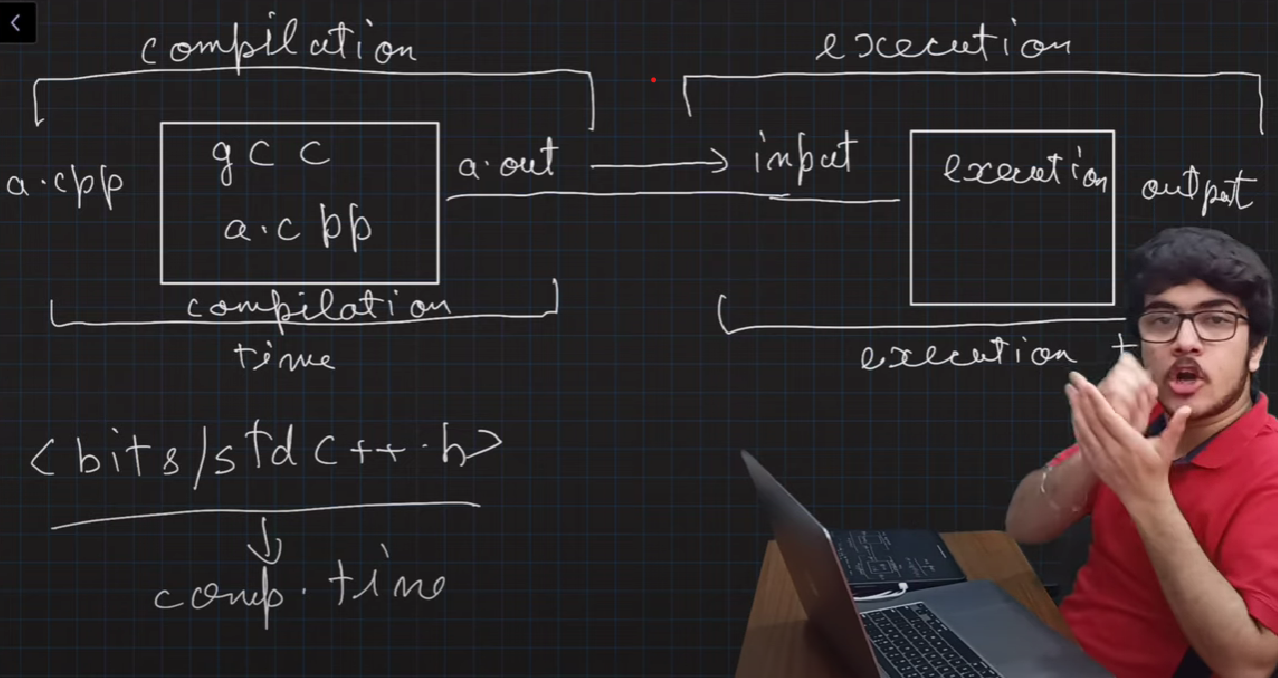 compilation
execution
a.cpp
gcc
a.cpp
a.out
input
execution
output
compilation
time
execution
<bits/stdc++.h>
comp. time